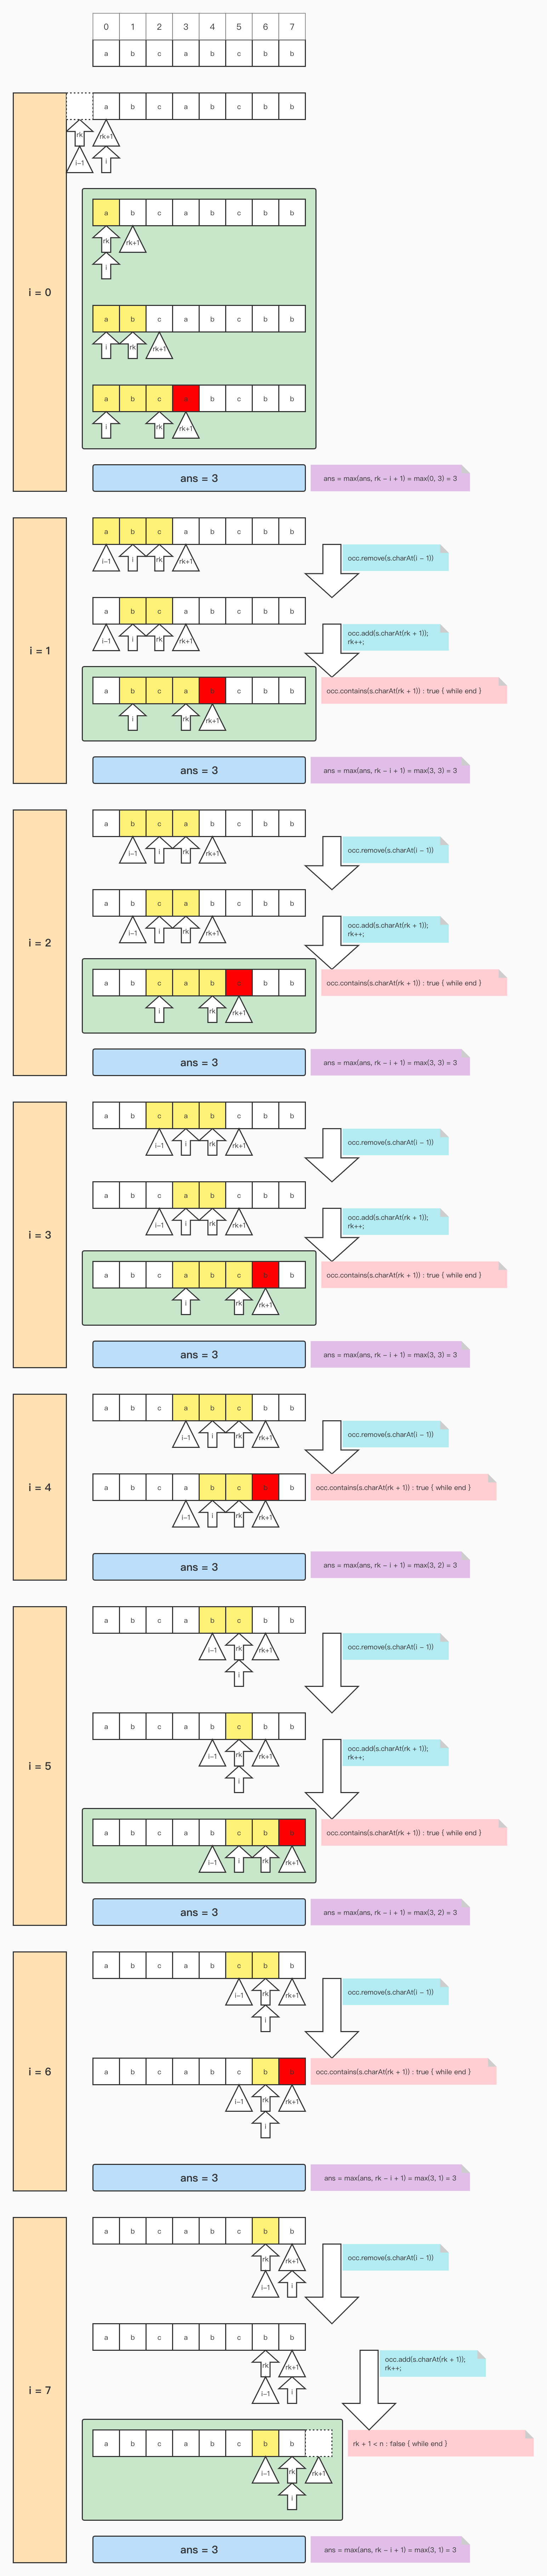 0 1 2 3 4 5 6 7
a b c a b c b b
i = 0
a b c a b c b b
rk rk+1
i-1 i
a b c a b c b b
rk rk+1
i
a b c a b c b b
i rk rk+1
a b c a b c b b
i rk rk+1
ans = 3
ans = max(ans, rk - i + 1) = max(0, 3) = 3
i = 1
a b c a b c b b
i-1 i rk rk+1
occ.remove(s.charAt(i - 1))
a b c a b c b b
i-1 i rk rk+1
occ.add(s.charAt(rk + 1));
rk++;
a b c a b c b b
i rk rk+1
occ.contains(s.charAt(rk + 1)) : true { while end }
ans = 3
ans = max(ans, rk - i + 1) = max(3, 3) = 3
i = 2
a b c a b c b b
i-1 i rk rk+1
occ.remove(s.charAt(i - 1))
a b c a b c b b
i-1 i rk rk+1
occ.add(s.charAt(rk + 1));
rk++;
a b c a b c b b
i rk rk+1
occ.contains(s.charAt(rk + 1)) : true { while end }
ans = 3
ans = max(ans, rk - i + 1) = max(3, 3) = 3
i = 3
a b c a b c b b
i-1 i rk rk+1
occ.remove(s.charAt(i - 1))
a b c a b c b b
i-1 i rk rk+1
occ.add(s.charAt(rk + 1));
rk++;
a b c a b c b b
i rk rk+1
occ.contains(s.charAt(rk + 1)) : true { while end }
ans = 3
ans = max(ans, rk - i + 1) = max(3, 3) = 3
i = 4
a b c a b c b b
i-1 i rk rk+1
occ.remove(s.charAt(i - 1))
a b c a b c b b
i-1 i rk rk+1
occ.contains(s.charAt(rk + 1)) : true { while end }
ans = 3
ans = max(ans, rk - i + 1) = max(3, 2) = 3
i = 5
a b c a b c b b
i-1 rk rk+1
i
occ.remove(s.charAt(i - 1))
a b c a b c b b
i-1 rk rk+1
i
occ.add(s.charAt(rk + 1));
rk++;
a b c a b c b b
i-1 i rk rk+1
occ.contains(s.charAt(rk + 1)) : true { while end }
ans = 3
ans = max(ans, rk - i + 1) = max(3, 2) = 3
i = 6
a b c a b c b b
i-1 rk rk+1
i
occ.remove(s.charAt(i - 1))
a b c a b c b b
i-1 rk rk+1
i
occ.contains(s.charAt(rk + 1)) : true { while end }
ans = 3
ans = max(ans, rk - i + 1) = max(3, 1) = 3
i = 7
a b c a b c b b
rk rk+1
i-1 i
occ.remove(s.charAt(i - 1))
a b c a b c b b
rk rk+1
i-1 i
occ.add(s.charAt(rk + 1));
rk++;
a b c a b c b b
i-1 rk rk+1
i
rk + 1 < n : false { while end }
ans = 3
ans = max(ans, rk - i + 1) = max(3, 1) = 3